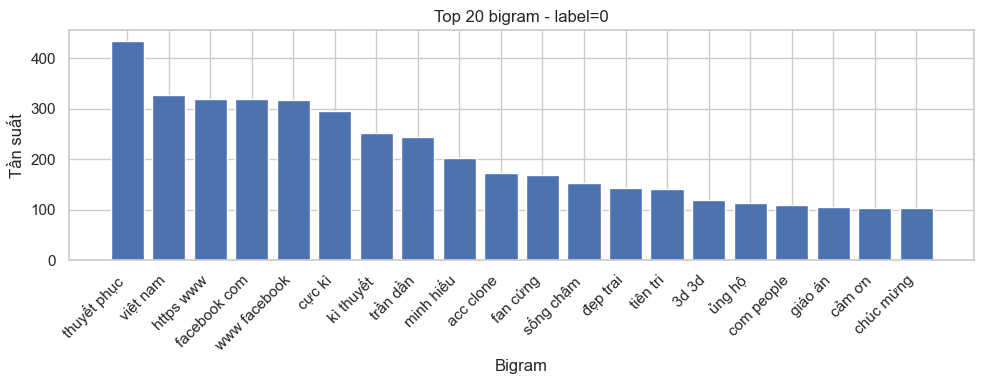 Top 20 bigram - label=0
Tần suất
400
300
200
100
0
thuyết phục
việt nam
https www
facebook com
www facebook
cực kì
kì thuyết
trần dần
minh hiếu
acc clone
fan cứng
sống chậm
đẹp trai
tiên tri
3d 3d
ủng hộ
com people
giáo án
cảm ơn
chúc mừng
Bigram